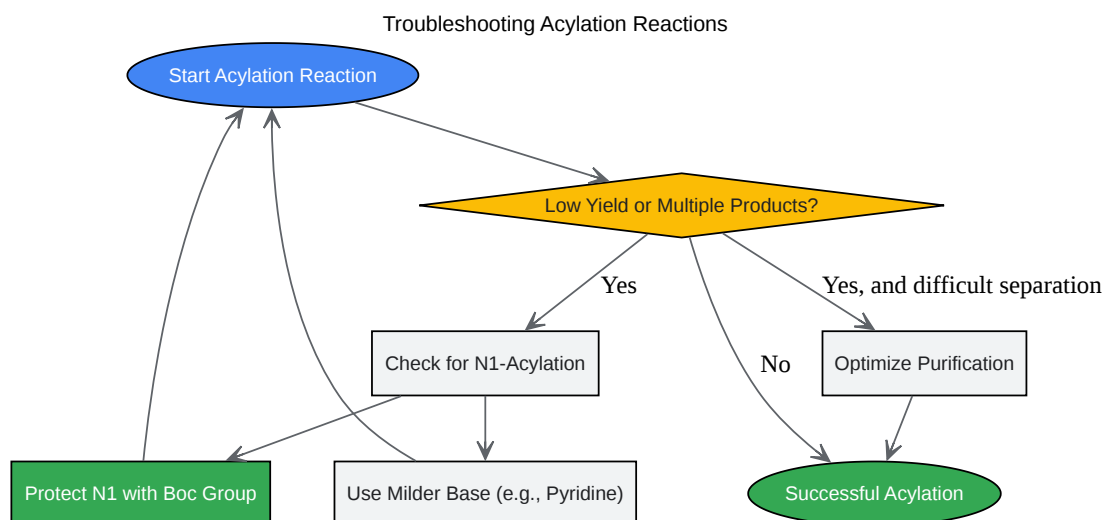 Troubleshooting Acylation Reactions
Start Acylation Reaction
Low Yield or Multiple Products?
Yes
Yes, and difficult separation
Check for N1-Acylation
No
Optimize Purification
Protect N1 with Boc Group
Use Milder Base (e.g., Pyridine)
Successful Acylation